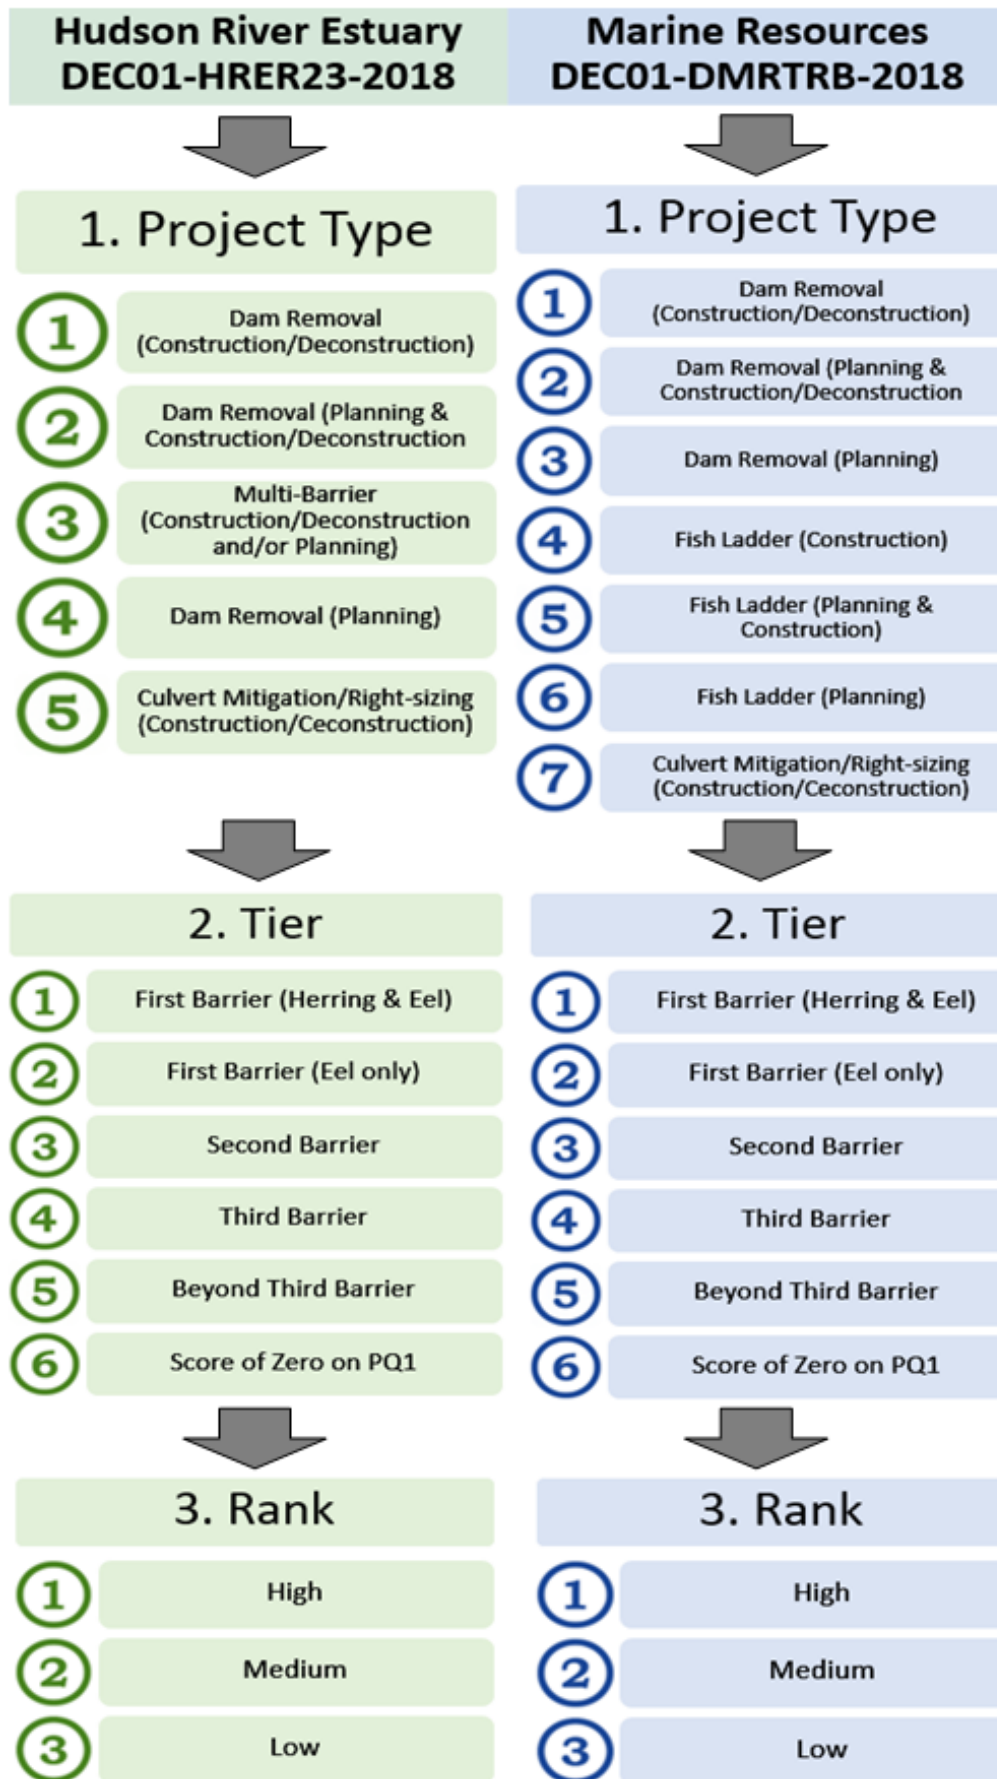 Hudson River Estuary
DEC01-HRER23-2018
1. Project Type
1
Dam Removal
(Construction/Deconstruction)
2
Dam Removal (Planning &
Construction/Deconstruction
3
Multi-Barrier
(Construction/Deconstruction
and/or Planning)
4
Dam Removal (Planning)
5
Culvert Mitigation/Right-sizing
(Construction/Ceconstruction)
2. Tier
1
First Barrier (Herring & Eel)
2
First Barrier (Eel only)
3
Second Barrier
4
Third Barrier
5
Beyond Third Barrier
6
Score of Zero on PQ1
3. Rank
1
High
2
Medium
3
Low
Marine Resources
DEC01-DMRTRB-2018
1. Project Type
1
Dam Removal
(Construction/Deconstruction)
2
Dam Removal (Planning &
Construction/Deconstruction
3
Dam Removal (Planning)
4
Fish Ladder (Construction)
5
Fish Ladder (Planning &
Construction)
6
Fish Ladder (Planning)
7
Culvert Mitigation/Right-sizing
(Construction/Ceconstruction)
2. Tier
1
First Barrier (Herring & Eel)
2
First Barrier (Eel only)
3
Second Barrier
4
Third Barrier
5
Beyond Third Barrier
6
Score of Zero on PQ1
3. Rank
1
High
2
Medium
3
Low